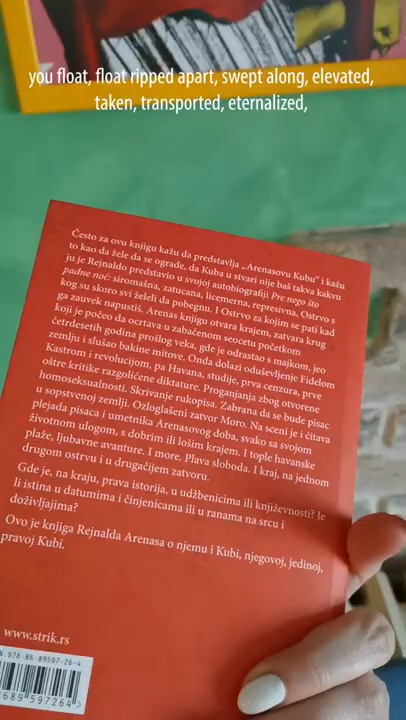 you float, float ripped apart, swept along, elevated,
taken, transported, eternalized,
Često za ovu knjigu kažu da predstavlja „Arenasovu Kubu” i kažu
to kao da žele da se ograde, da Kuba u stvari nije baš takva kakvu
ju je Rejnaldo predstavio u svojoj autobiografiji Pre nego što
padne noć: siromašna, zatucana, licemerna, represivna, Ostrvo s
kog su skoro svi želeli da pobegnu. I Ostrvo za kojim se pati kad
ga zauvek napustiš. Arenas knjigu otvara krajem, zatvara krug
koji je počeo da ocrtava u zabačenom seocetu početkom
četrdesetih godina prošlog veka, gde je odrastao s majkom, jeo
zemlju i slušao bakine mitove. Onda dolazi oduševljenje Fidelom
Kastrom i revolucijom, pa Havana, studije, prva cenzura, prve
oštre kritike razgolićene diktature. Proganjanja zbog otvorene
homoseksualnosti. Skrivanje rukopisa. Zabrana da se bude pisac
u sopstvenoj zemlji. Ozloglašeni zatvor Moro. Na sceni je i čitava
plejada pisaca i umetnika Arenasovog doba, svako sa svojom
životnom ulogom, s dobrim ili lošim krajem. I tople havanske
plaže, ljubavne avanture. I more. Plava sloboda. I kraj, na jednom
drugom ostrvu i u drugačijem zatvoru.
Gde je, na kraju, prava istorija, u udžbenicima ili književnosti? Je
li istina u datumima i činjenicama ili u ranama na srcu i
doživljajima?
Ovo je knjiga Rejnalda Arenasa o njemu i Kubi, njegovoj, jedinoj,
pravoj Kubi.
www.strik.rs
N 978-86-89597-26-4
689 597264